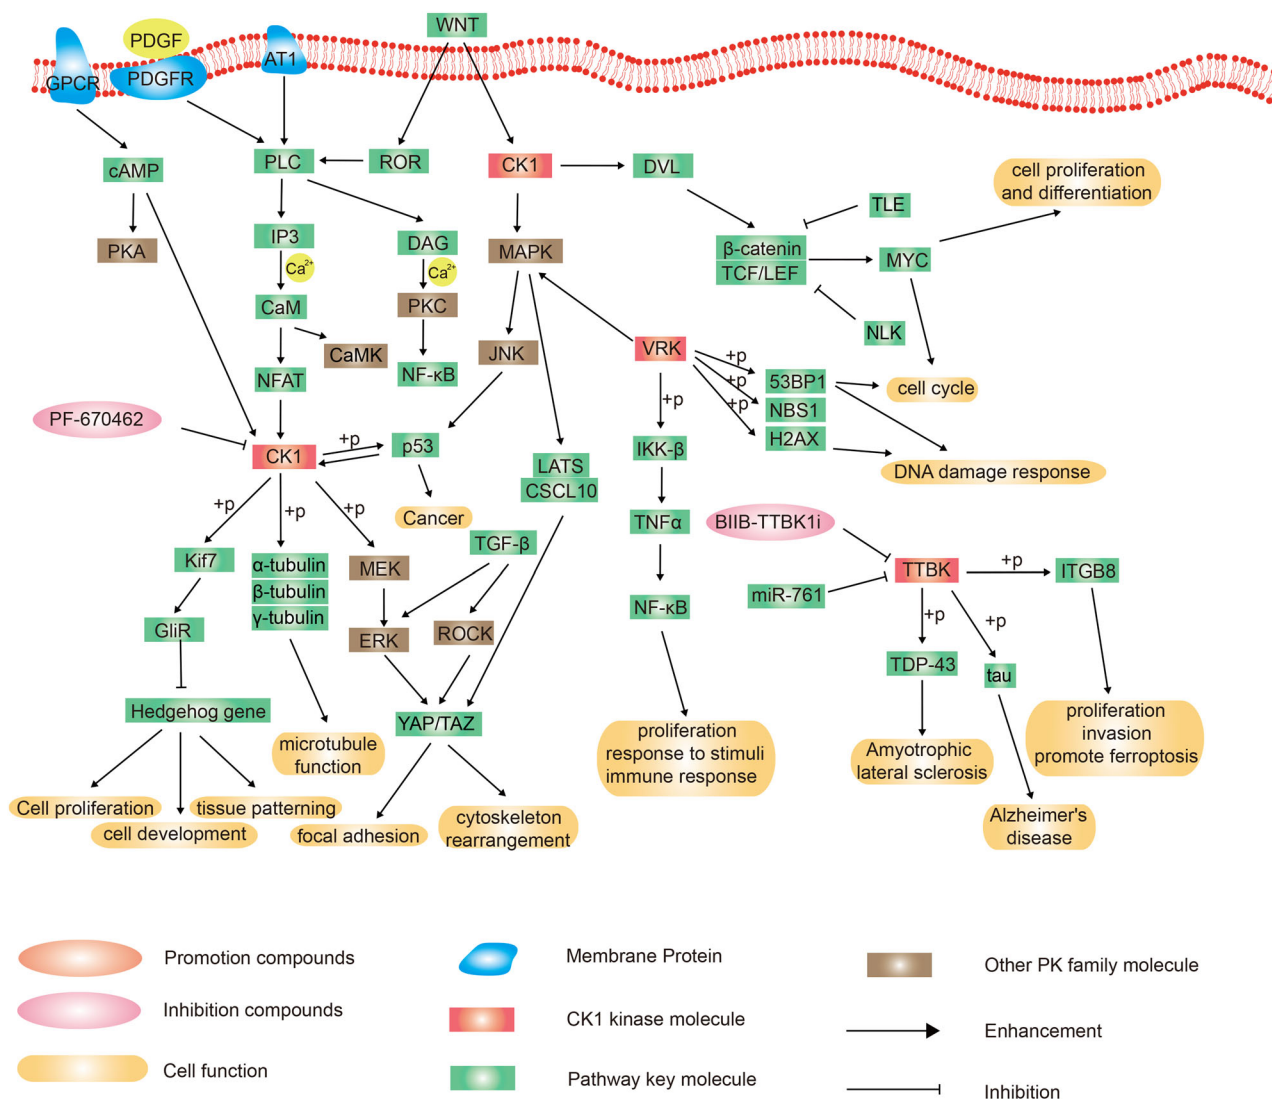 WNT
PDGF
GPCR
PDGFR
AT1
cAMP
PLC
ROR
CK1
DVL
cell proliferation
and differentiation
TLE
PKA
IP3
DAG
MAPK
β-catenin
TCF/LEF
MYC
Ca2+
Ca2+
CaM
PKC
NLK
CaMK
JNK
VRK
+p
+p
+p
NFAT
NF-κB
53BP1
NBS1
H2AX
cell cycle
+p
PF-670462
CK1
+p
p53
IKK-β
LATS
CSCL10
DNA damage response
+p
+p
+p
Cancer
TNFα
BIIB-TTBK1i
TGF-β
Kif7
α-tubulin
β-tubulin
γ-tubulin
MEK
TTBK
+p
ITGB8
miR-761
NF-κB
+p
+p
GliR
ERK
ROCK
TDP-43
tau
Hedgehog gene
YAP/TAZ
microtubule
function
proliferation
response to stimuli
immune response
Amyotrophic
lateral sclerosis
proliferation
invasion
promote ferroptosis
Cell proliferation
tissue patterning
cell development
focal adhesion
cytoskeleton
rearrangement
Alzheimer's
disease
Promotion compounds
Membrane Protein
Other PK family molecule
Inhibition compounds
CK1 kinase molecule
Enhancement
Cell function
Pathway key molecule
Inhibition